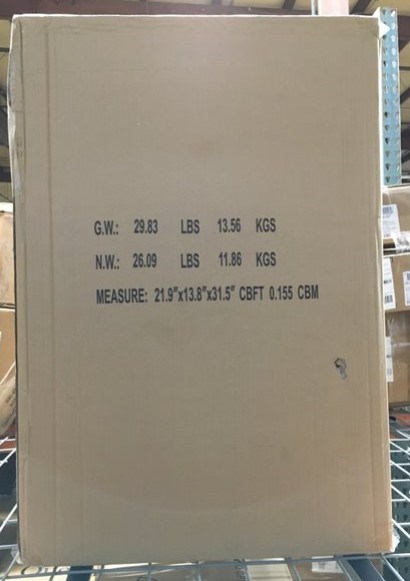 G.W.: 29.83 LBS 13.56 KGS
N.W.: 26.09 LBS 11.86 KGS
MEASURE: 21.9"x13.8"x31.5" CBFT 0.155 CBM